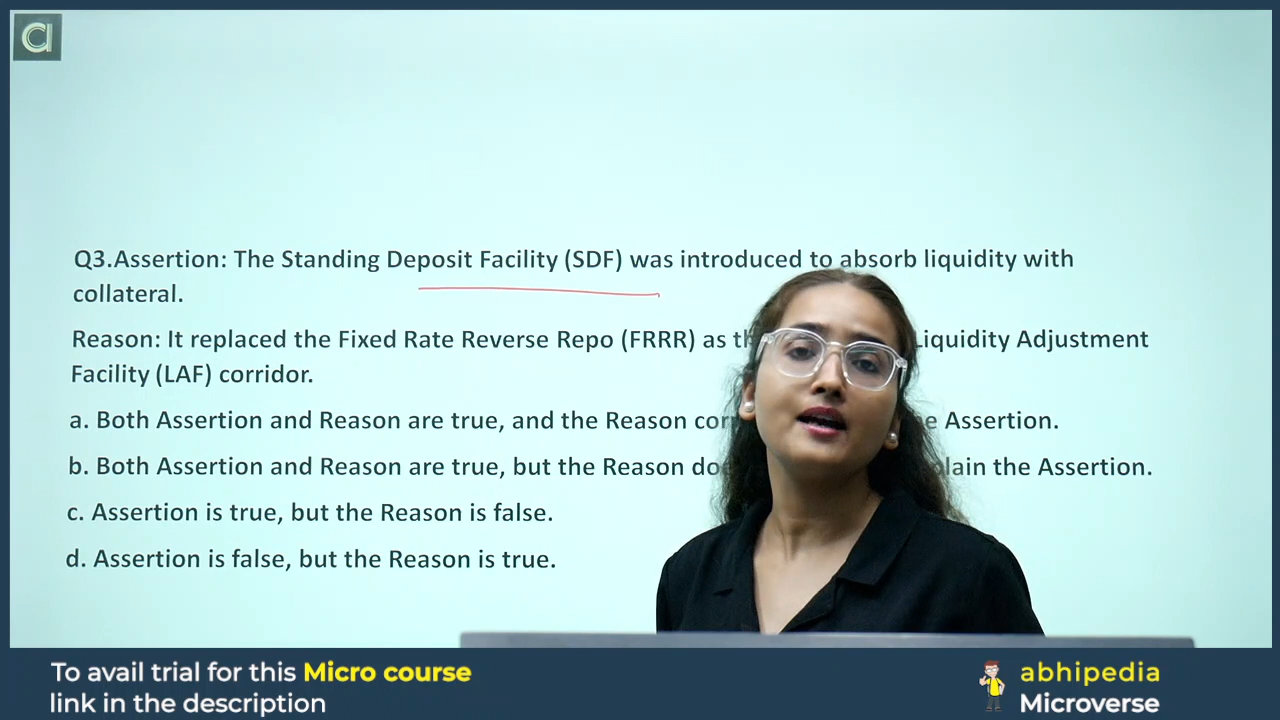 a
Q3.Assertion: The Standing Deposit Facility (SDF) was introduced to absorb liquidity with
collateral.
Reason: It replaced the Fixed Rate Reverse Repo (FRRR) as Liquidity Adjustment
Facility (LAF) corridor.
a. Both Assertion and Reason are true, and the Reason Assertion.
b. Both Assertion and Reason are true, but the Reason the Assertion.
c. Assertion is true, but the Reason is false.
d. Assertion is false, but the Reason is true.
To avail trial for this Micro course
link in the description
abhipedia
Microverse